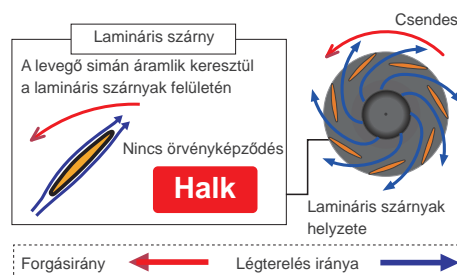 Lamináris szárny
A levegő simán áramlik keresztül
a lamináris szárnyak felületén
Nincs örvényképződés
Halk
Csendes
Lamináris szárnyak
helyzete
Forgásirány
Légterelés iránya